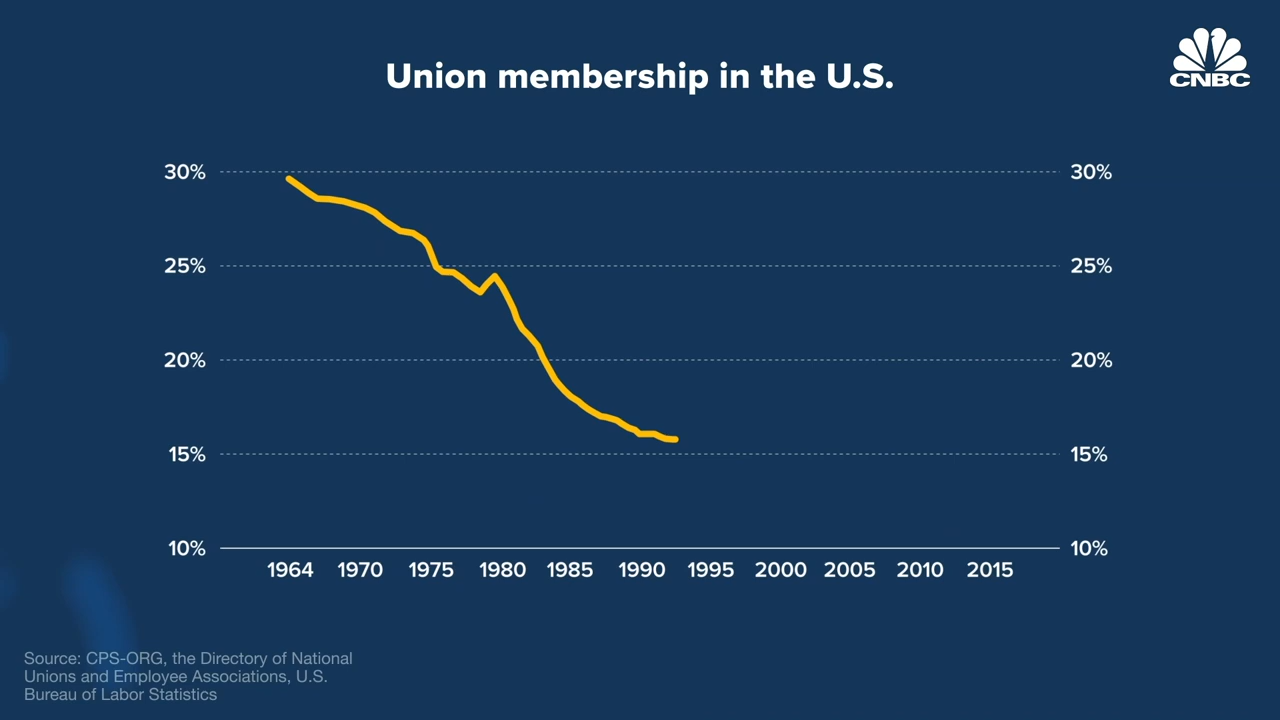 Union membership in the U.S.
CNBC
30% 30%
25% 25%
20% 20%
15% 15%
10% 10%
1964 1970 1975 1980 1985 1990 1995 2000 2005 2010 2015
Source: CPS-ORG, the Directory of National
Unions and Employee Associations, U.S.
Bureau of Labor Statistics